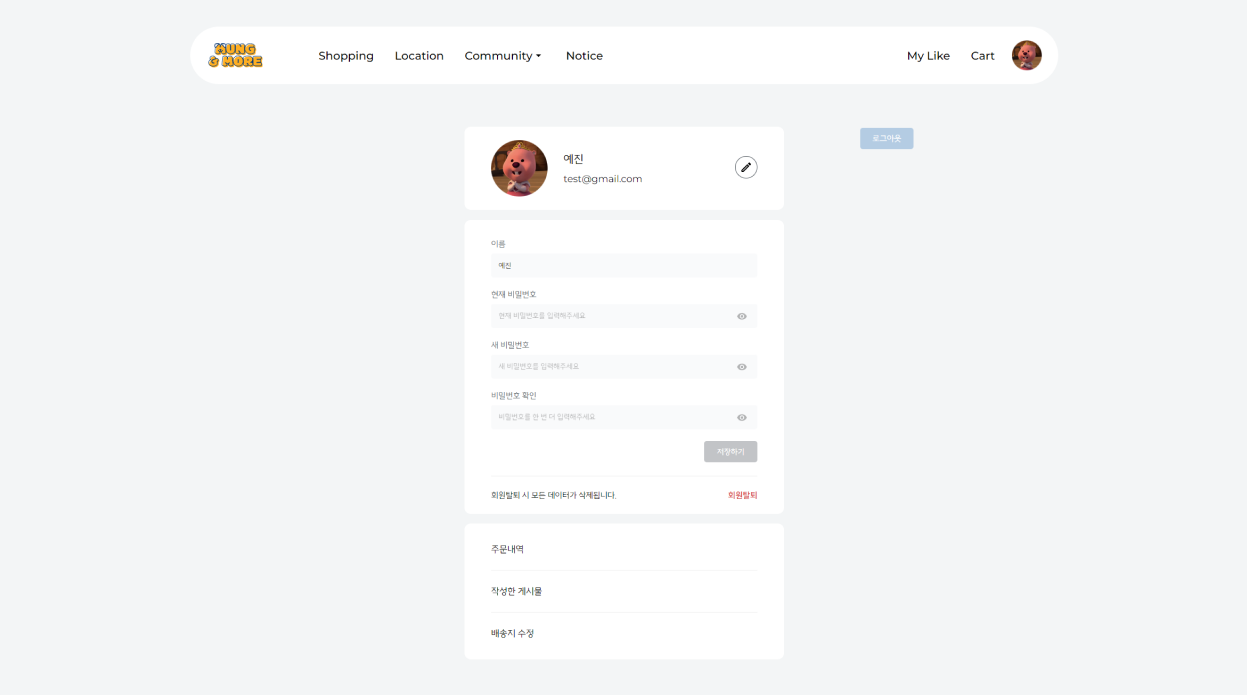 MUNG
& MORE
Shopping
Location
Community
Notice
My Like
Cart
로그아웃
예진
test@gmail.com
이름
예진
현재 비밀번호
현재 비밀번호를 입력해주세요
새 비밀번호
새 비밀번호를 입력해주세요
비밀번호 확인
비밀번호를 한 번 더 입력해주세요
저장하기
회원탈퇴 시 모든 데이터가 삭제됩니다.
회원탈퇴
주문내역
작성한 게시물
배송지 수정